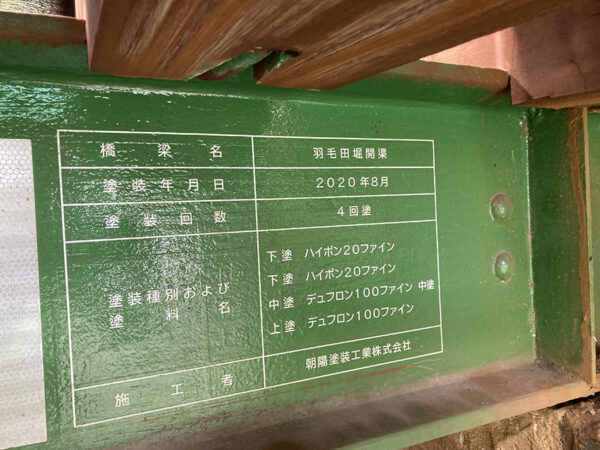 橋梁名 羽毛田堀開渠
塗装年月日 2020年8月
塗装回数 4回塗
塗装種別および
塗料名
下塗 ハイポン20ファイン
下塗 ハイポン20ファイン
中塗 デュフロン100ファイン 中塗
上塗 デュフロン100ファイン
施工者 朝陽塗装工業株式会社